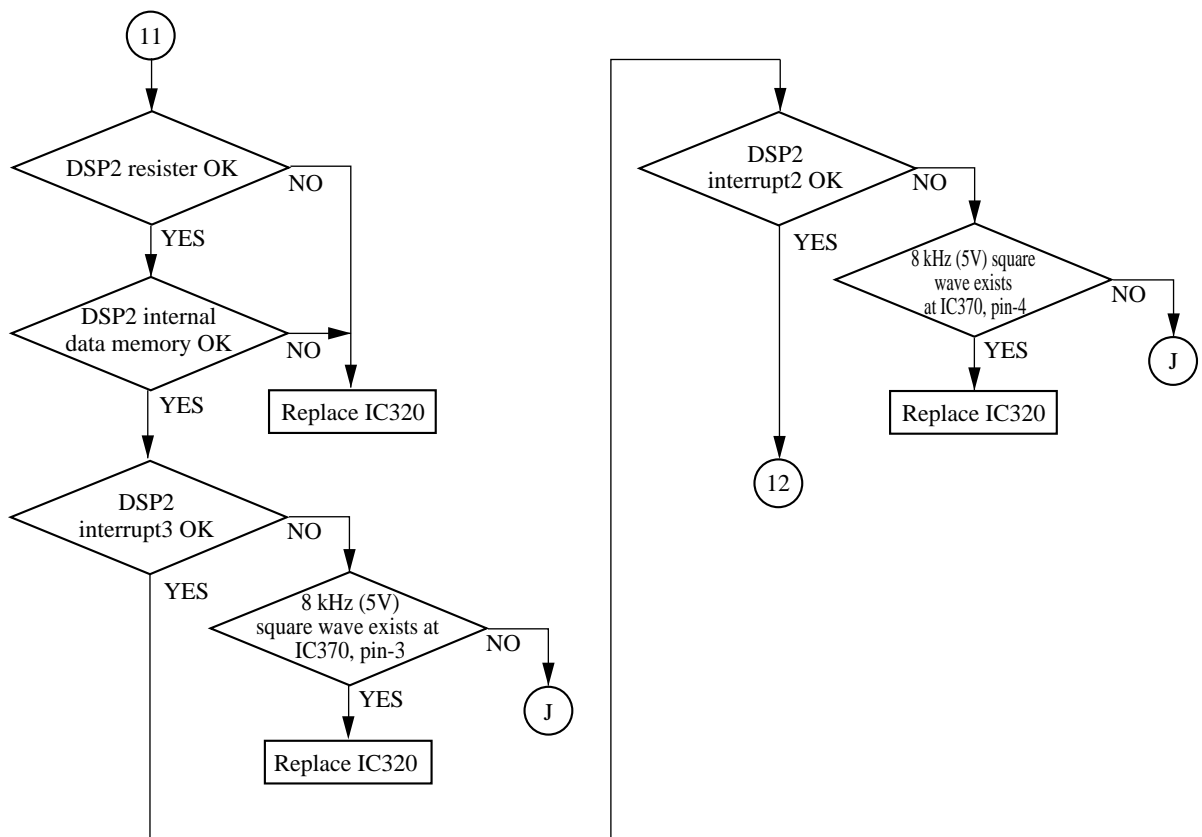 11
DSP2 resister OK
NO
YES
DSP2 internal
data memory OK
NO
YES
Replace IC320
DSP2
interrupt3 OK
NO
YES
8 kHz (5V)
square wave exists at
IC370, pin-3
NO
YES
J
Replace IC320
DSP2
interrupt2 OK
NO
YES
8 kHz (5V) square
wave exists
at IC370, pin-4
NO
YES
J
Replace IC320
12